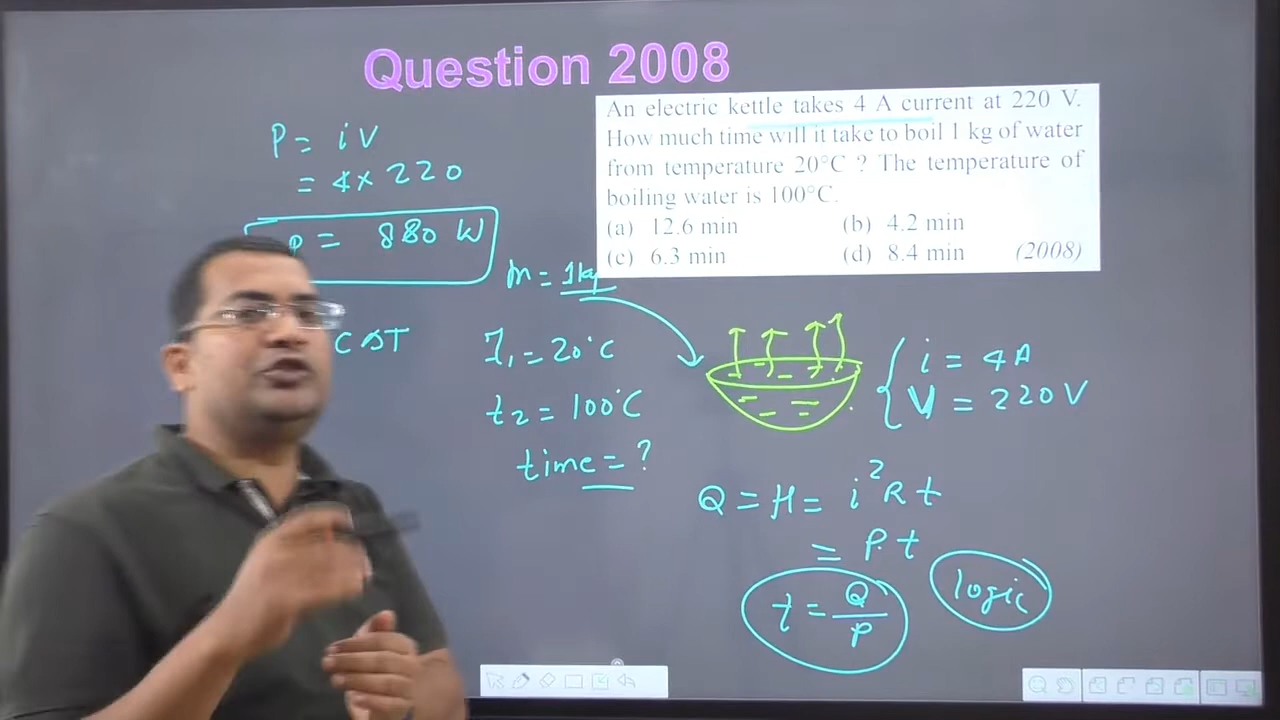 Question 2008
An electric kettle takes 4 A current at 220 V.
How much time will it take to boil 1 kg of water
from temperature 20°C ? The temperature of
boiling water is 100°C.
(a) 12.6 min (b) 4.2 min
(c) 6.3 min (d) 8.4 min (2008)
P = iV
= 4 × 220
P = 880 W
m = 1kg
C ΔT
T₁ = 20°C
t₂ = 100°C
time = ?
i = 4A
V = 220 V
Q = H = i²Rt
= P.t
t = Q/P
logic